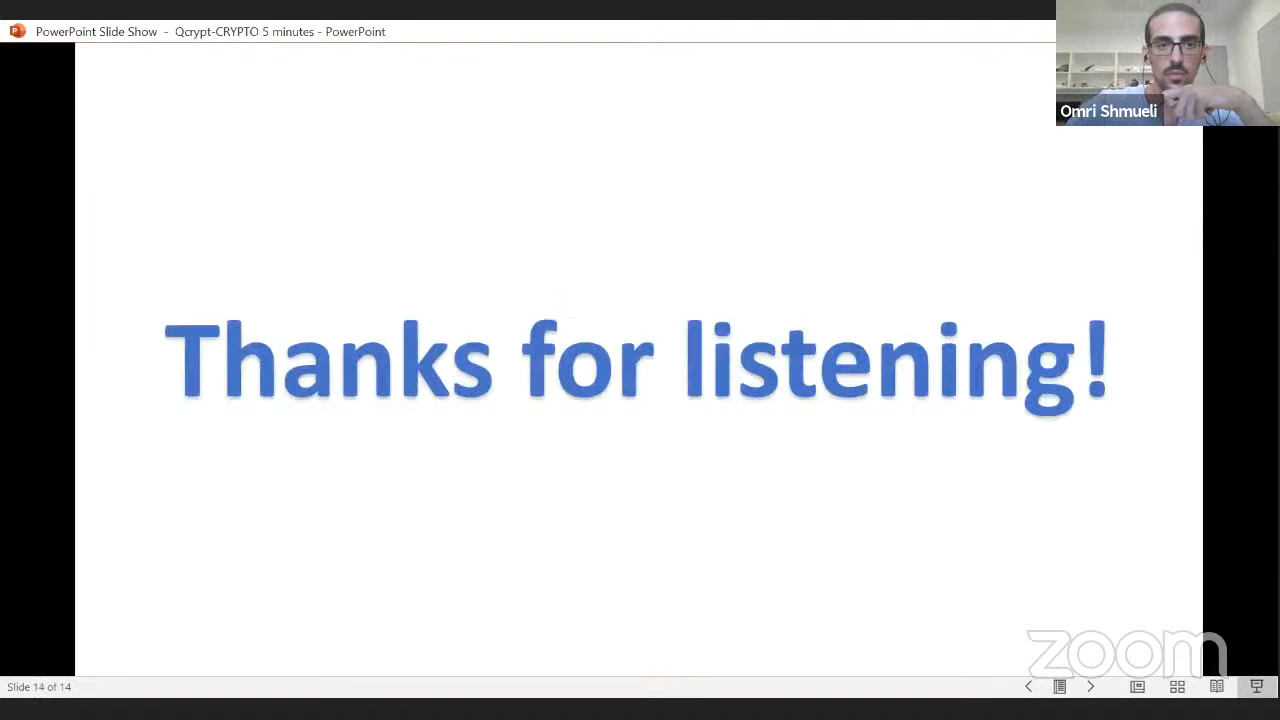 PowerPoint Slide Show - Qcrypt-CRYPTO 5 minutes - PowerPoint
Omri Shmueli
Thanks for listening!
zoom
Slide 14 of 14